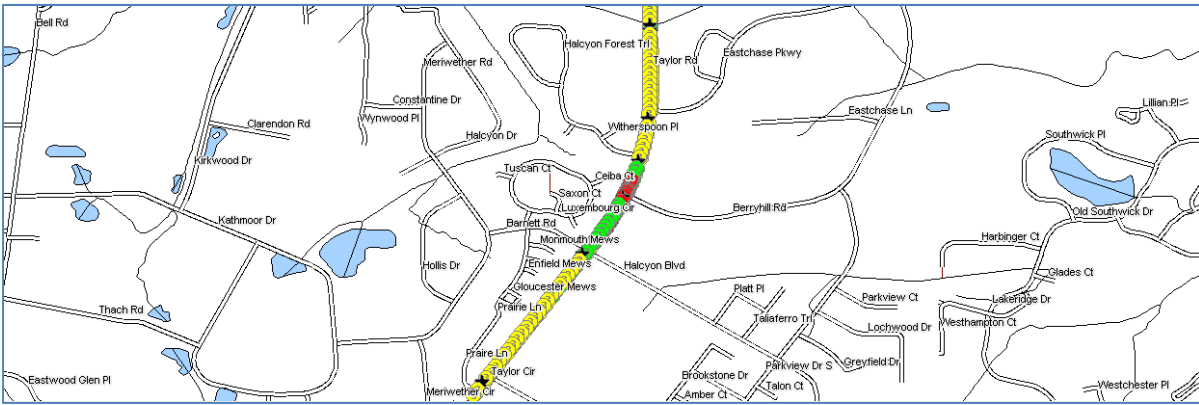 Bell Rd
Halcyon Forest Trl
Taylor Rd
Eastchase Pkwy
Meriwether Rd
Constantine Dr
Wynwood Pl
Clarendon Rd
Halcyon Dr
Witherspoon Pl
Eastchase Ln
Lillian Pl
Southwick Pl
Kirkwood Dr
Tuscan Ct
Ceiba Ct
Saxon Ct
Luxembourg Cir
Berryhill Rd
Old Southwick Dr
Kathmoor Dr
Barnett Rd
Monmouth Mews
Harbinger Ct
Hollis Dr
Enfield Mews
Halcyon Blvd
Glades Ct
Gloucester Mews
Platt Pl
Parkview Ct
Lakeridge Dr
Thach Rd
Prairie Ln
Taliaferro Trl
Lochwood Dr
Westhampton Ct
Praire Ln
Taylor Cir
Parkview Dr S
Greyfield Dr
Eastwood Glen Pl
Meriwether Cir
Brookstone Dr
Amber Ct
Talon Ct
Westchester Pl